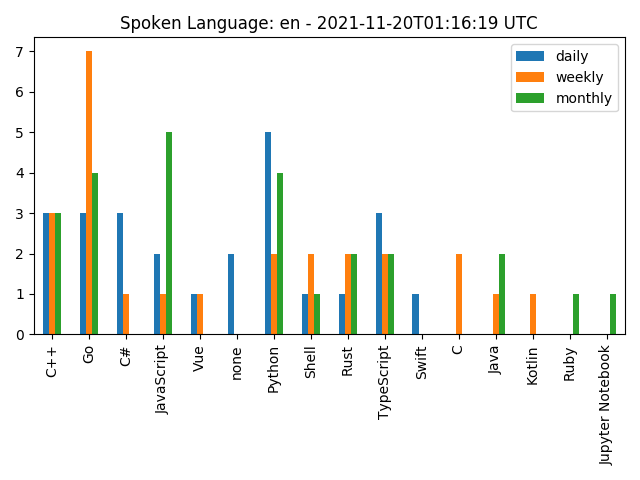 Spoken Language: en - 2021-11-20T01:16:19 UTC
daily
weekly
monthly
7
6
5
4
3
2
1
0
C++
Go
C#
JavaScript
Vue
none
Python
Shell
Rust
TypeScript
Swift
C
Java
Kotlin
Ruby
Jupyter Notebook